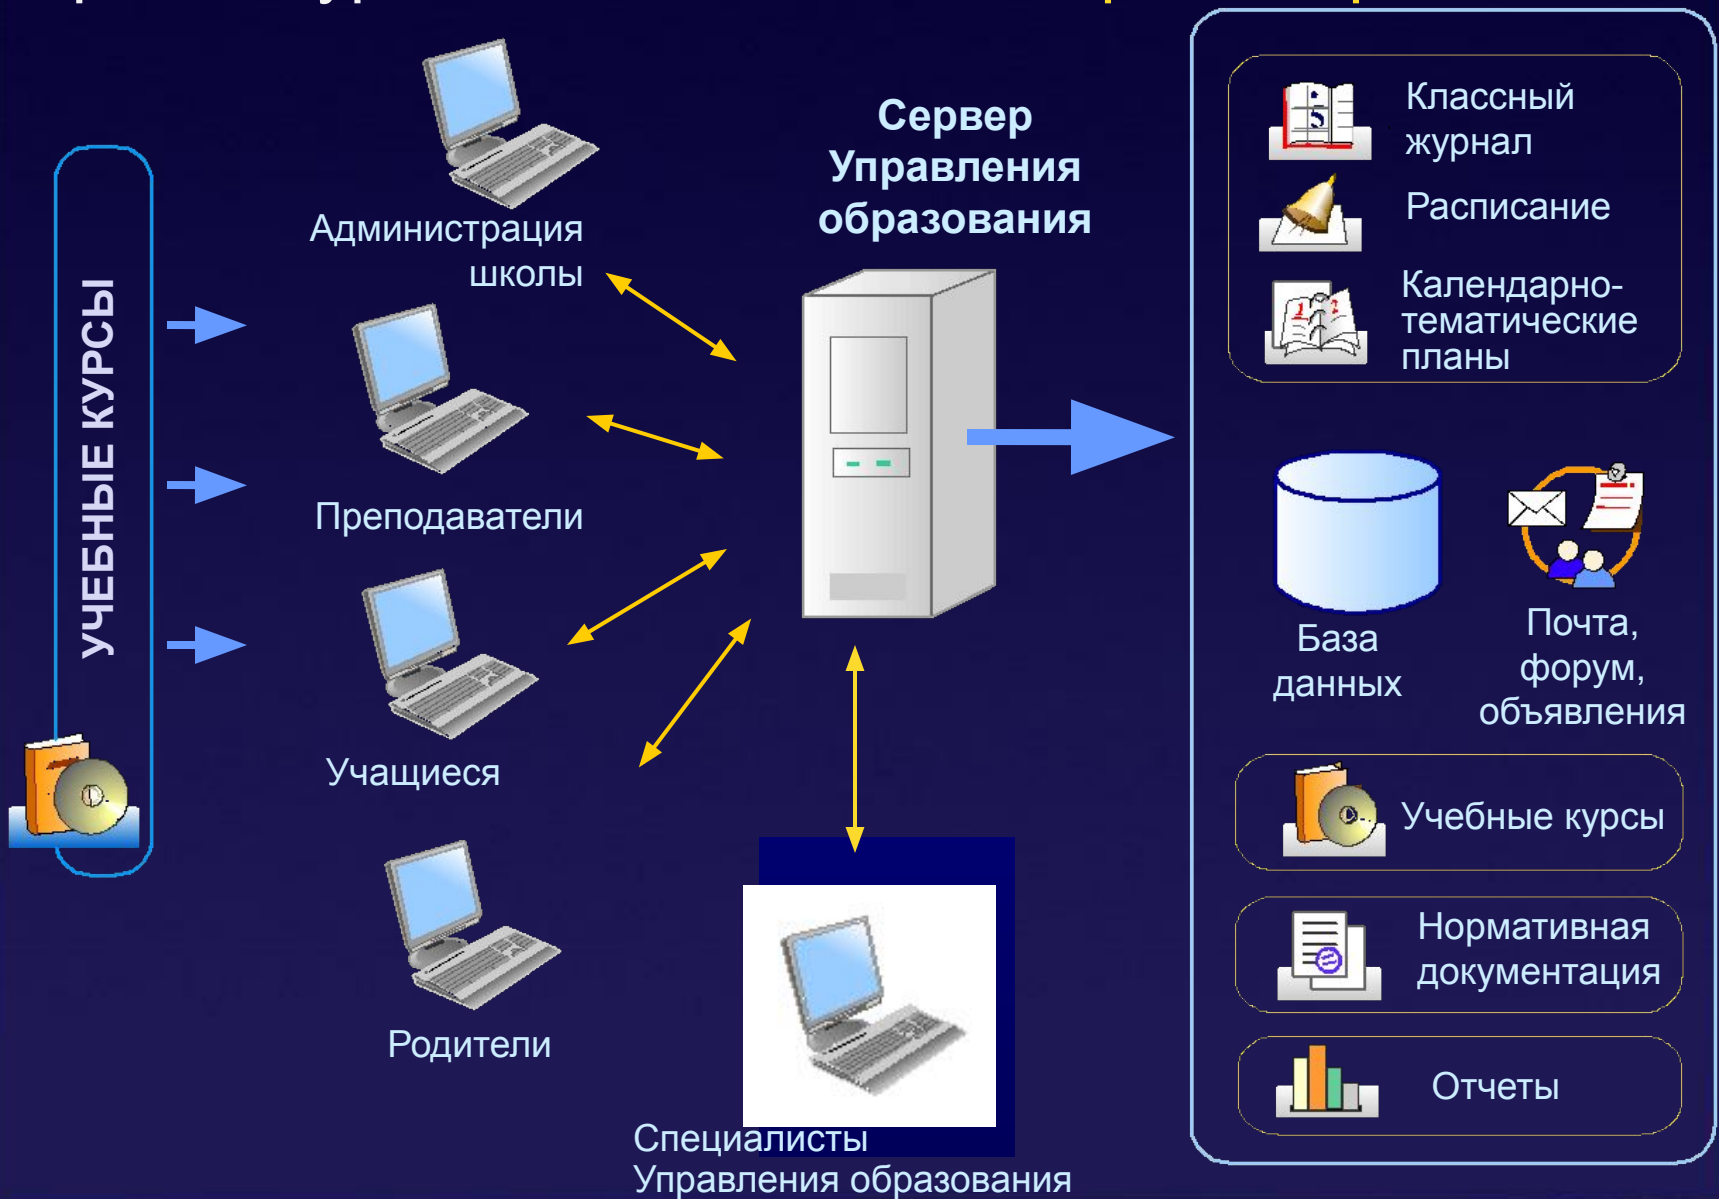 Сервер
Управления
образования
Администрация
школы
Преподаватели
Учащиеся
Родители
Специалисты
Управления образования
УЧЕБНЫЕ КУРСЫ
Классный
журнал
Расписание
Календарно-
тематические
планы
База
данных
Почта,
форум,
объявления
Учебные курсы
Нормативная
документация
Отчеты